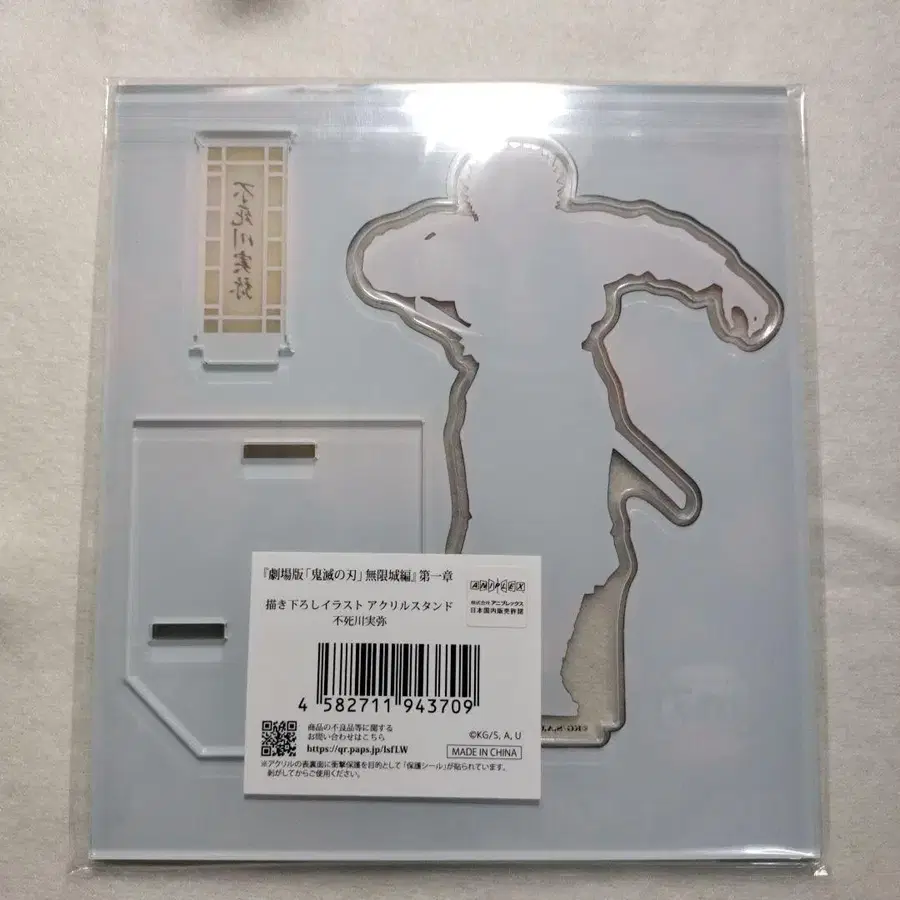 不死川実弥
『劇場版「鬼滅の刃」無限城編』第一章
描き下ろしイラスト アクリルスタンド
不死川実弥
ANIPLEX
株式会社 アニプレックス
日本国内販売許諾
4 582711 943709
商品の不良品等に関する
お問い合わせはこちら
https://qr.paps.jp/lsfLW
©KG/S, A, U
MADE IN CHINA
※アクリルの表裏面に衝撃保護を目的として「保護シール」が貼られています。
剥がしてからご使用ください。